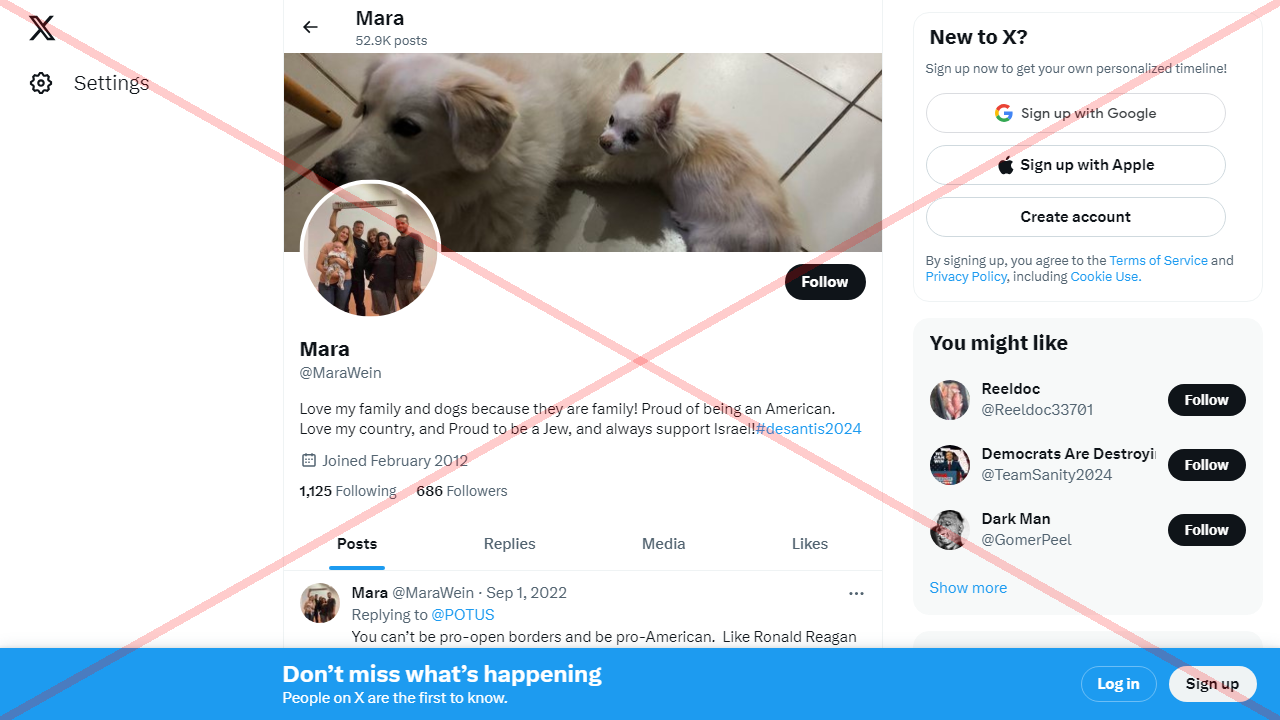 Settings
Mara
52.9K posts
Follow
Mara
@MaraWein
Love my family and dogs because they are family! Proud of being an American.
Love my country, and Proud to be a Jew, and always support Israel!#desantis2024
Joined February 2012
1,125 Following 686 Followers
Posts Replies Media Likes
Mara @MaraWein · Sep 1, 2022
Replying to @POTUS
You can’t be pro-open borders and be pro-American. Like Ronald Reagan
New to X?
Sign up now to get your own personalized timeline!
Sign up with Google
Sign up with Apple
Create account
By signing up, you agree to the Terms of Service and
Privacy Policy, including Cookie Use.
You might like
Reeldoc
@Reeldoc33701
Follow
Democrats Are Destroyi
@TeamSanity2024
Follow
Dark Man
@GomerPeel
Follow
Show more
Don’t miss what’s happening
People on X are the first to know.
Log in
Sign up